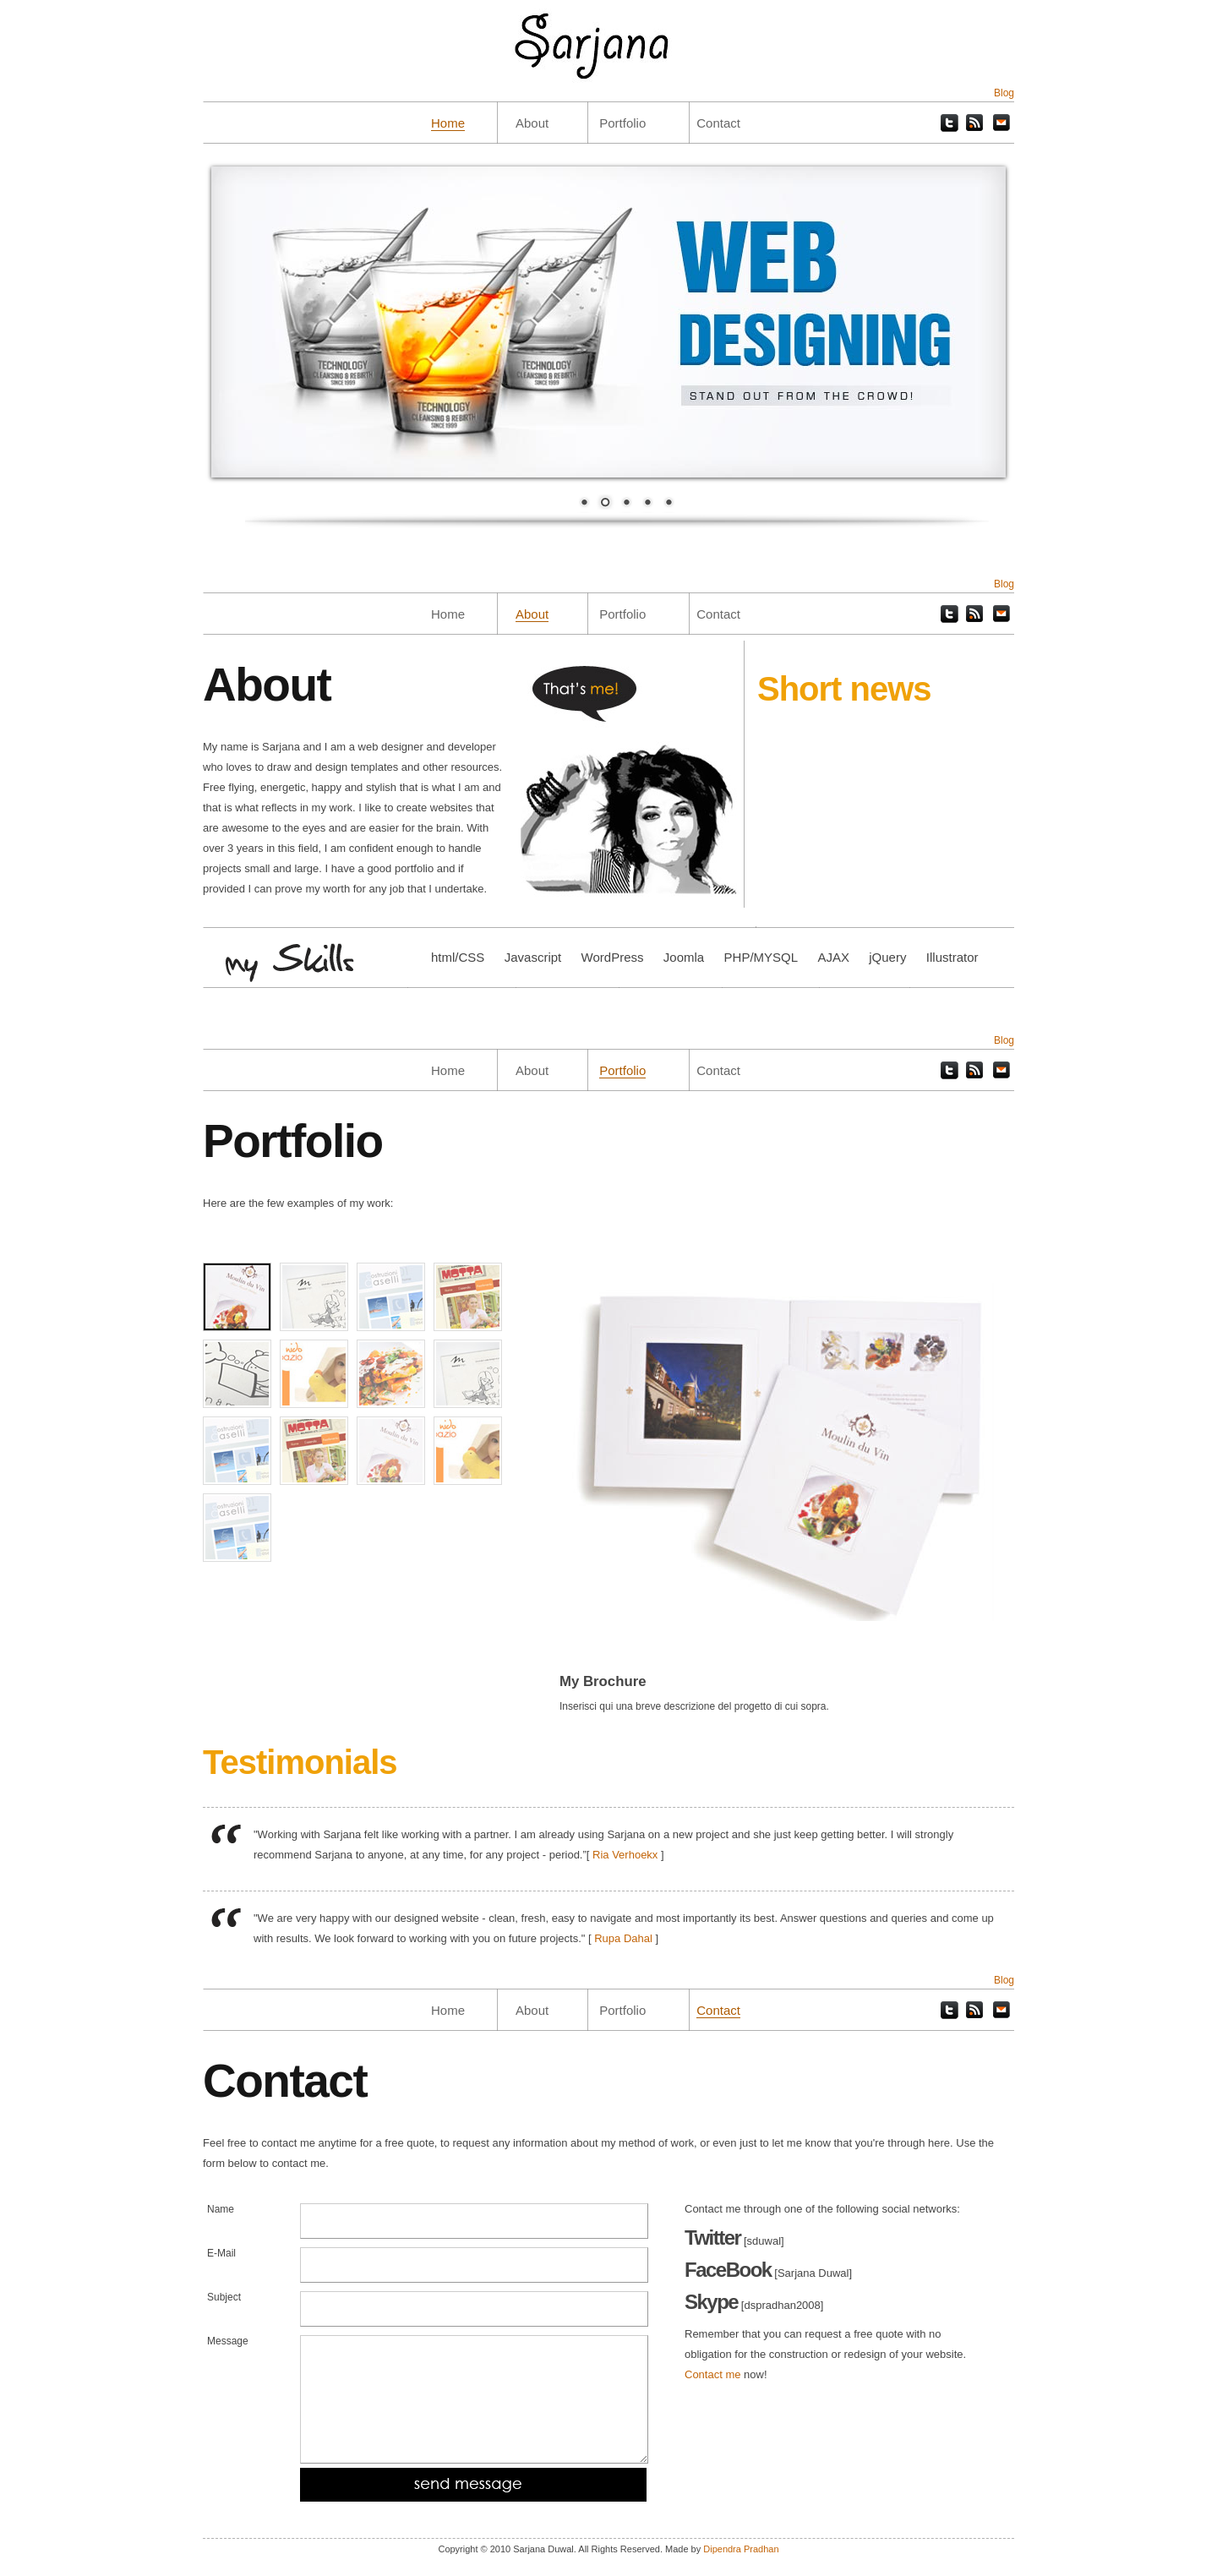 Sarjana
Blog
Home About Portfolio Contact
WEB
DESIGNING
STAND OUT FROM THE CROWD!
TECHNOLOGY
CLEANSING & REBIRTH
SINCE 1999
TECHNOLOGY
CLEANSING & REBIRTH
SINCE 1999
TECHNOLOGY
CLEANSING & REBIRTH
SINCE 1999
Blog
Home About Portfolio Contact
About
That's me!
Short news
My name is Sarjana and I am a web designer and developer
who loves to draw and design templates and other resources.
Free flying, energetic, happy and stylish that is what I am and
that is what reflects in my work. I like to create websites that
are awesome to the eyes and are easier for the brain. With
over 3 years in this field, I am confident enough to handle
projects small and large. I have a good portfolio and if
provided I can prove my worth for any job that I undertake.
my Skills
html/CSS Javascript WordPress Joomla PHP/MYSQL AJAX jQuery Illustrator
Blog
Home About Portfolio Contact
Portfolio
Here are the few examples of my work:
Moulin du Vin
aselli
MOTTA
aselli
MOTTA
Moulin du Vin
aselli
Moulin du Vin
My Brochure
Inserisci qui una breve descrizione del progetto di cui sopra.
Testimonials
"Working with Sarjana felt like working with a partner. I am already using Sarjana on a new project and she just keep getting better. I will strongly
recommend Sarjana to anyone, at any time, for any project - period."[ Ria Verhoekx ]
"We are very happy with our designed website - clean, fresh, easy to navigate and most importantly its best. Answer questions and queries and come up
with results. We look forward to working with you on future projects." [ Rupa Dahal ]
Blog
Home About Portfolio Contact
Contact
Feel free to contact me anytime for a free quote, to request any information about my method of work, or even just to let me know that you're through here. Use the
form below to contact me.
Name
E-Mail
Subject
Message
send message
Contact me through one of the following social networks:
Twitter [sduwal]
FaceBook [Sarjana Duwal]
Skype [dspradhan2008]
Remember that you can request a free quote with no
obligation for the construction or redesign of your website.
Contact me now!
Copyright © 2010 Sarjana Duwal. All Rights Reserved. Made by Dipendra Pradhan